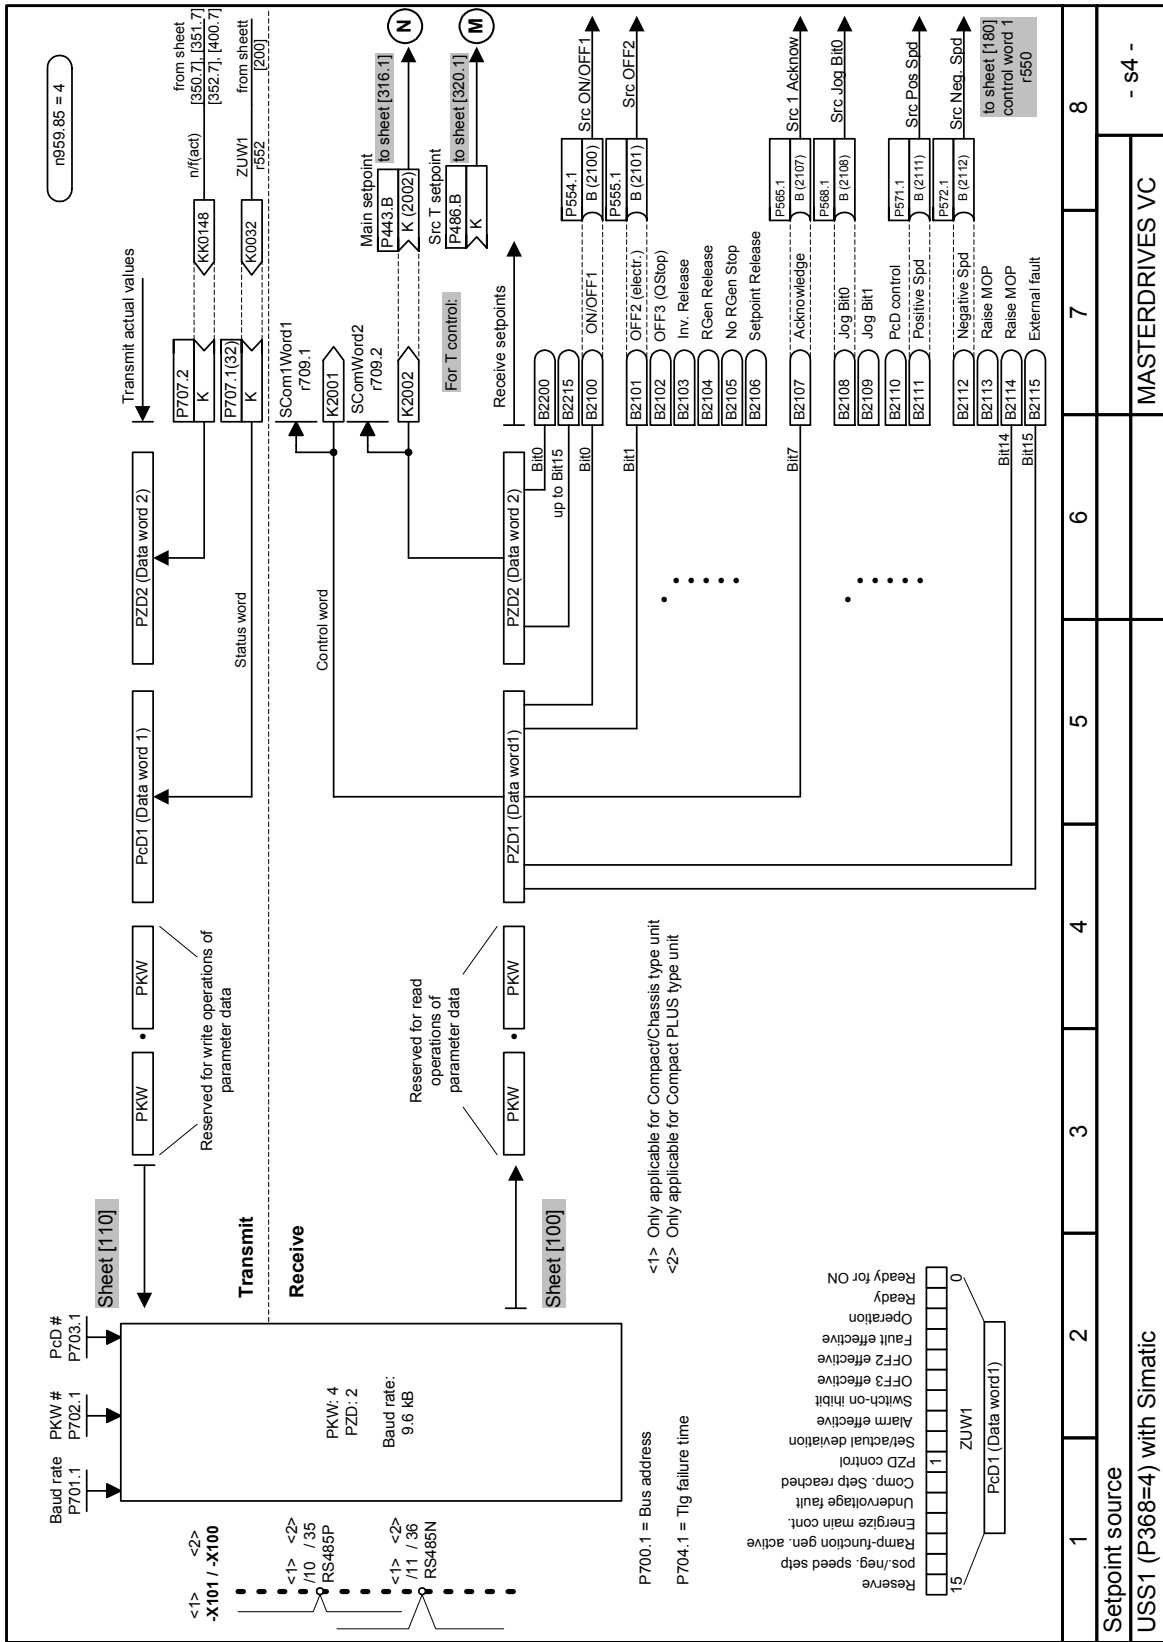 n959.85 = 4
Baud rate
P701.1
PKW #
P702.1
PcD #
P703.1
Sheet [110]
PKW
PKW
PcD1 (Data word 1)
PZD2 (Data word 2)
Transmit actual values
Reserved for write operations of
parameter data
P707.2
K
KK0148
n/f(act)
from sheet
[350.7], [351.7]
[352.7], [400.7]
Status word
P707.1(32)
K
K0032
ZUW1
r552
from sheett
[200]
Transmit
Receive
<1> <2>
-X101 / -X100
<1> <2>
/10 / 35
RS485P
<1> <2>
/11 / 36
RS485N
PKW: 4
PZD: 2
Baud rate:
9.6 kB
Control word
SCom1Word1
r709.1
K2001
SComWord2
r709.2
K2002
Main setpoint
P443.B
K (2002)
to sheet [316.1]
N
Src T setpoint
P486.B
K
to sheet [320.1]
M
For T control:
Reserved for read
operations of
parameter data
Sheet [100]
PKW
PKW
PZD1 (Data word1)
PZD2 (Data word 2)
Receive setpoints
Bit0
B2200
up to Bit15
B2215
Bit0
B2100
ON/OFF1
P554.1
B (2100)
Src ON/OFF1
Bit1
B2101
OFF2 (electr.)
P555.1
B (2101)
Src OFF2
B2102
OFF3 (QStop)
B2103
Inv. Release
B2104
RGen Release
B2105
No RGen Stop
B2106
Setpoint Release
Bit7
B2107
Acknowledge
P565.1
B (2107)
Src 1 Acknow
B2108
Jog Bit0
P568.1
B (2108)
Src Jog Bit0
B2109
Jog Bit1
B2110
PcD control
B2111
Positive Spd
P571.1
B (2111)
Src Pos Spd
B2112
Negative Spd
P572.1
B (2112)
Src Neg. Spd
B2113
Raise MOP
Bit14
B2114
Raise MOP
Bit15
B2115
External fault
to sheet [180]
control word 1
r550
P700.1 = Bus address
P704.1 = Tlg failure time
<1> Only applicable for Compact/Chassis type unit
<2> Only applicable for Compact PLUS type unit
Reserve
pos./neg. speed setp
Ramp-function gen. active
Energize main cont.
Undervoltage fault
Comp. Setp reached
PZD control
Set/actual deviation
Alarm effective
Switch-on inhibit
OFF3 effective
OFF2 effective
Fault effective
Operation
Ready
Ready for ON
1
15
ZUW1
0
PcD1 (Data word1)
1
2
3
4
5
6
7
8
Setpoint source
- s4 -
USS1 (P368=4) with Simatic
MASTERDRIVES VC